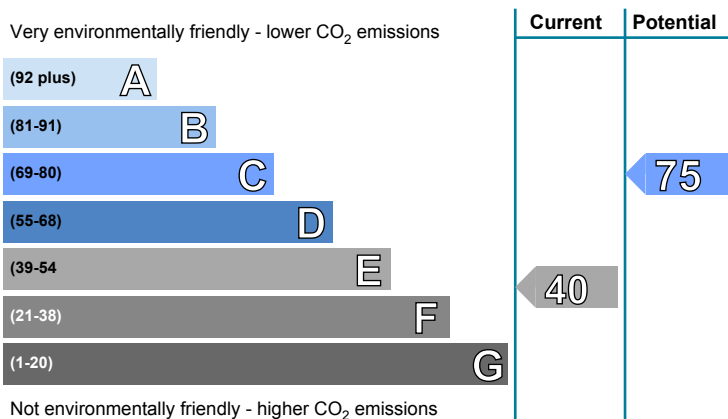 Current Potential
Very environmentally friendly - lower CO2 emissions
(92 plus) A
(81-91) B
(69-80) C
75
(55-68) D
(39-54 E
40
(21-38) F
(1-20) G
Not environmentally friendly - higher CO2 emissions